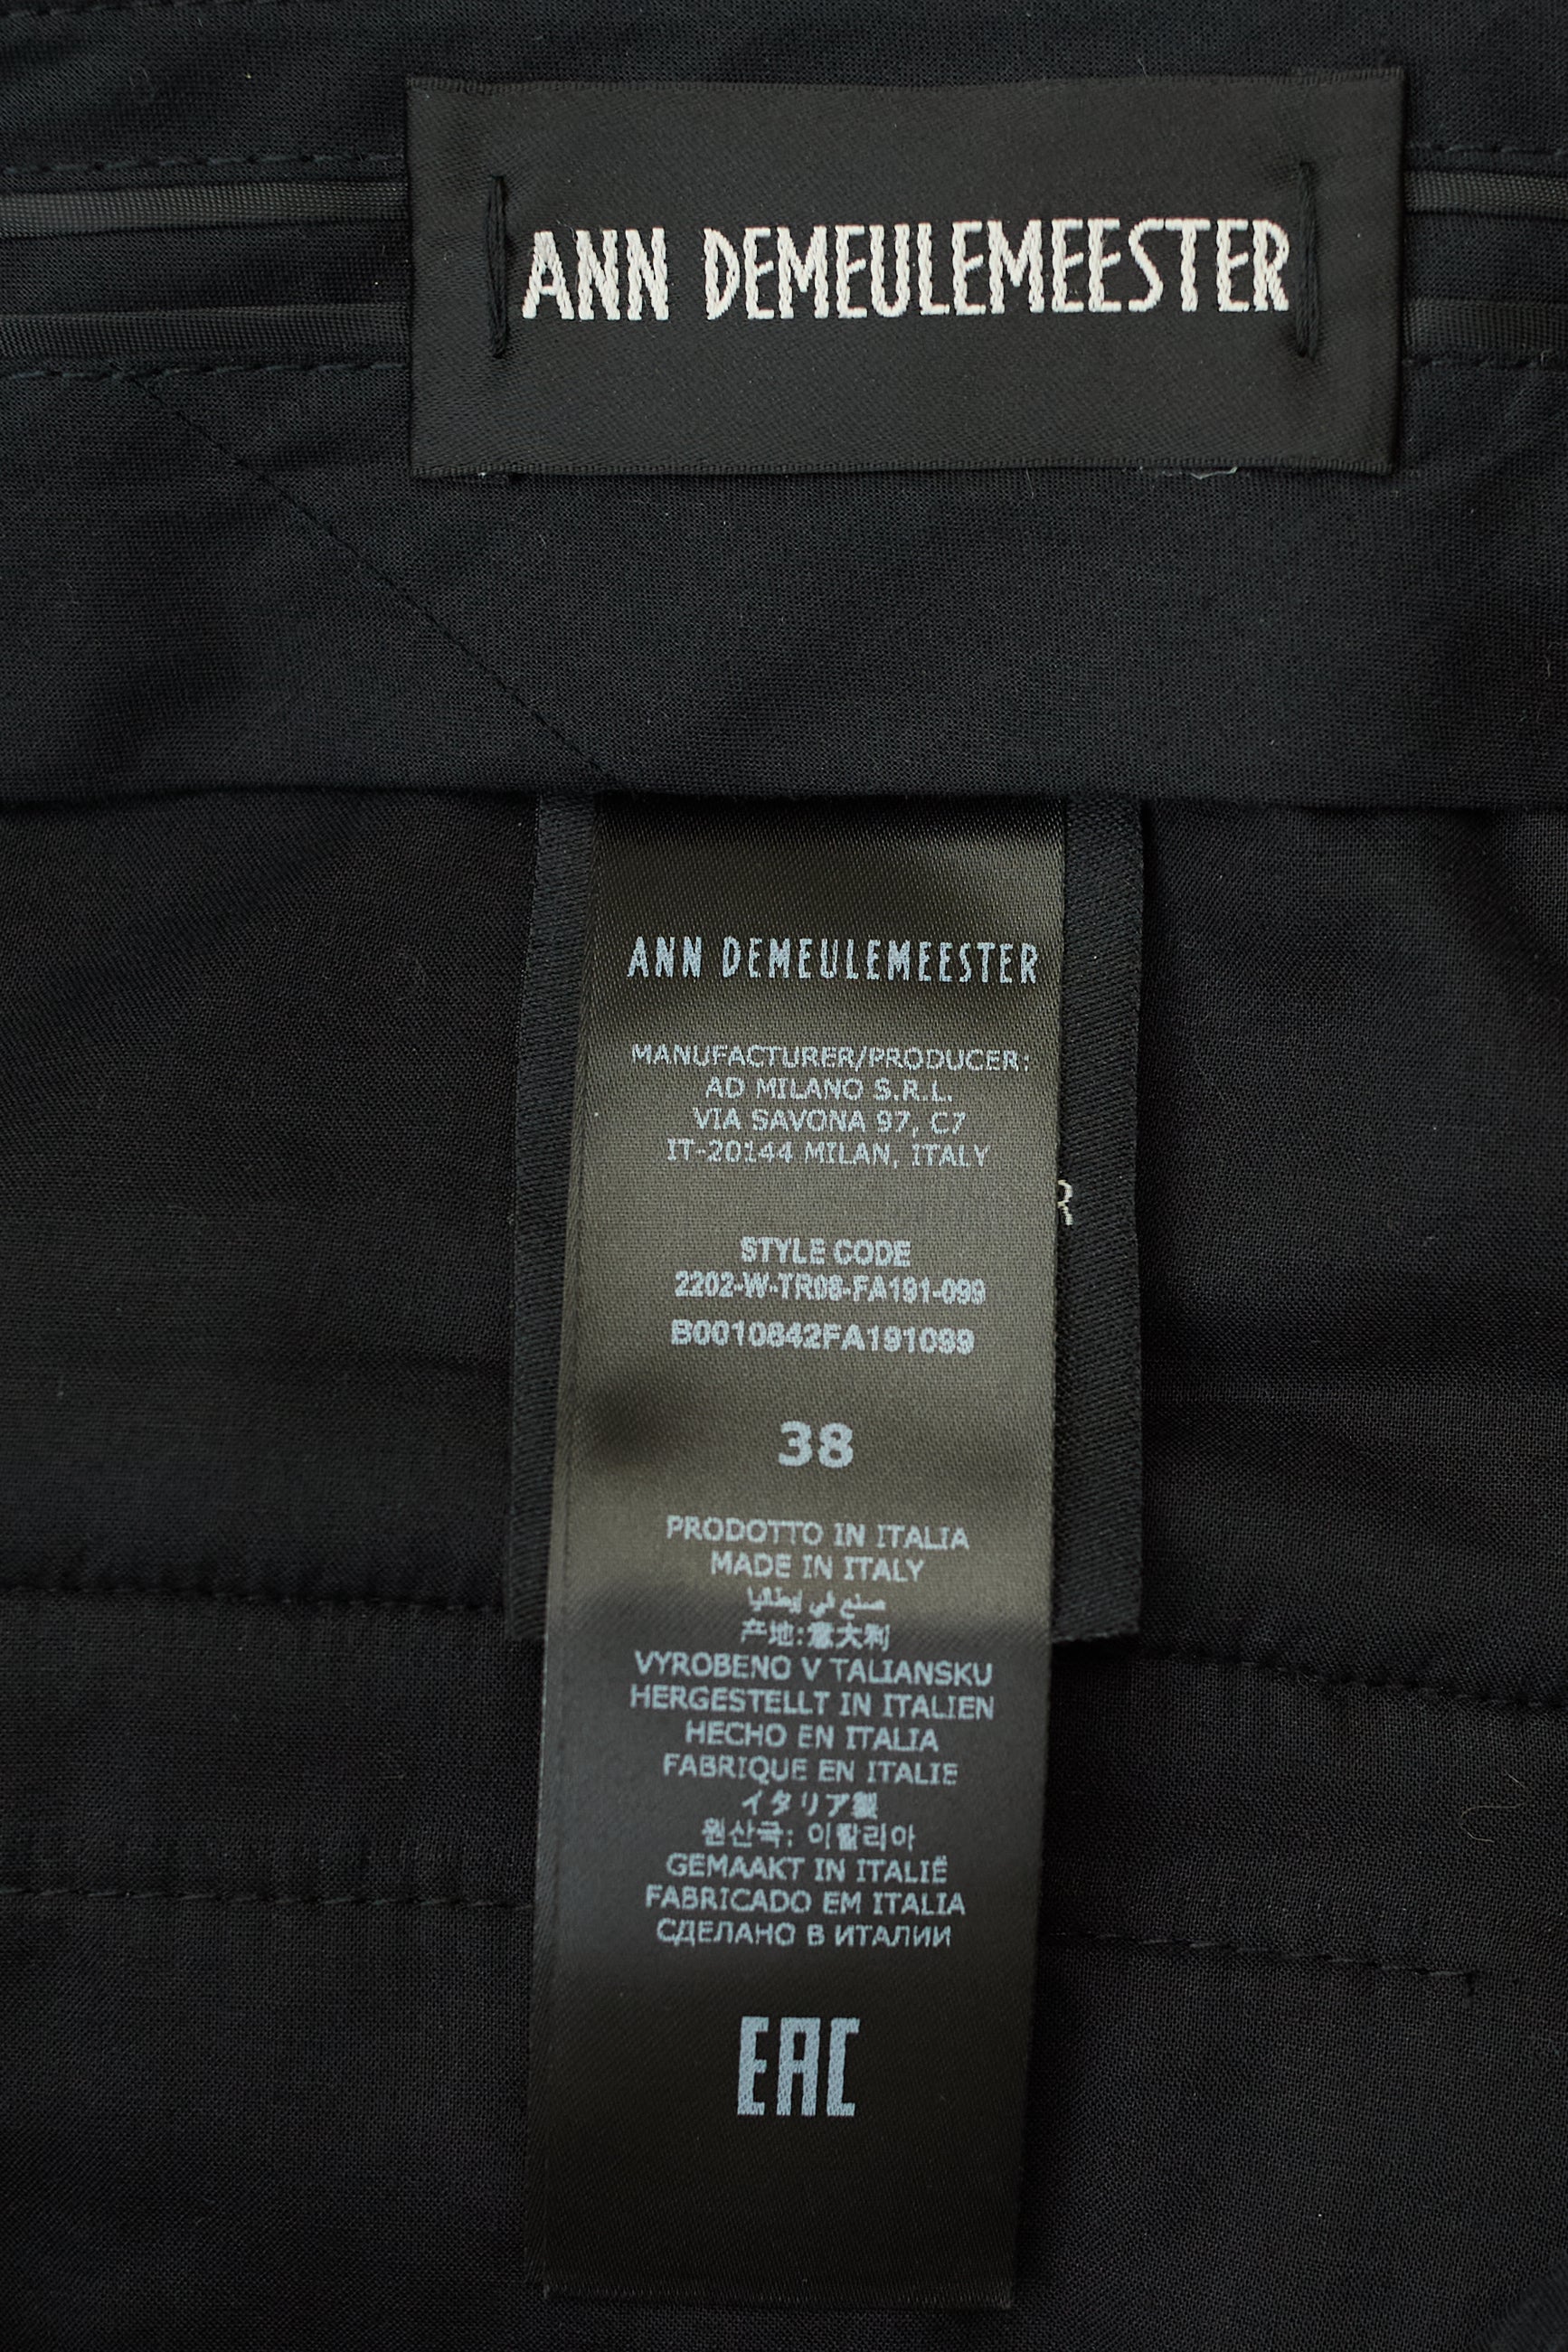 ANN DEMEULEMEESTER
ANN DEMEULEMEESTER
MANUFACTURER/PRODUCER:
AD MILANO S.R.L.
VIA SAVONA 97, C7
IT-20144 MILAN, ITALY
R
STYLE CODE
2202-W-TR08-FA191-099
B0010842FA191099
38
PRODOTTO IN ITALIA
MADE IN ITALY
صنع في إيطاليا
产地:意大利
VYROBENO V TALIANSKU
HERGESTELLT IN ITALIEN
HECHO EN ITALIA
FABRIQUE EN ITALIE
イタリア製
원산국: 이탈리아
GEMAAKT IN ITALIË
FABRICADO EM ITALIA
СДЕЛАНО В ИТАЛИИ
EAC